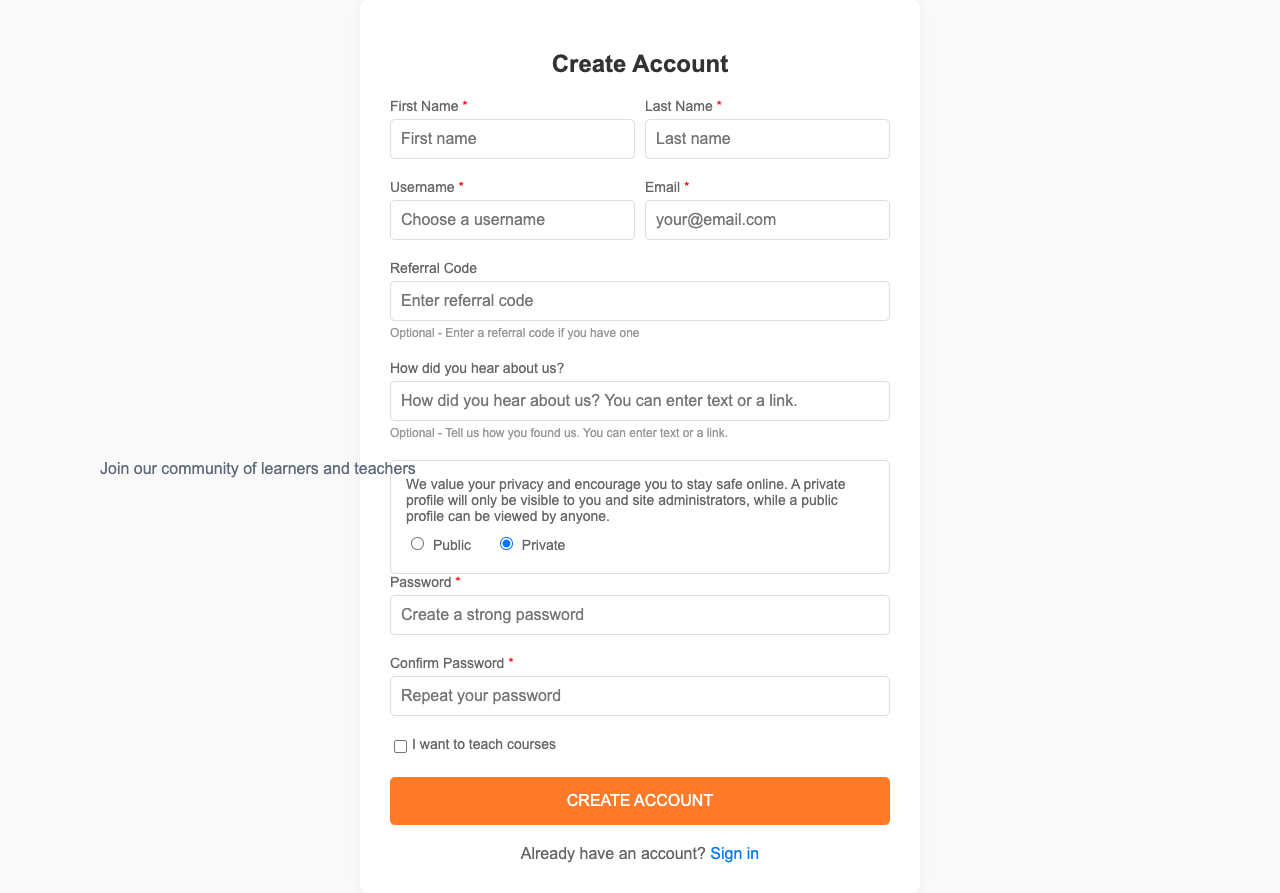 Create Account
First Name *
Last Name *
First name
Last name
Username *
Email *
Choose a username
your@email.com
Referral Code
Enter referral code
Optional - Enter a referral code if you have one
How did you hear about us?
How did you hear about us? You can enter text or a link.
Optional - Tell us how you found us. You can enter text or a link.
Join our community of learners and teachers
We value your privacy and encourage you to stay safe online. A private
profile will only be visible to you and site administrators, while a public
profile can be viewed by anyone.
Public
Private
Password *
Create a strong password
Confirm Password *
Repeat your password
I want to teach courses
CREATE ACCOUNT
Already have an account? Sign in